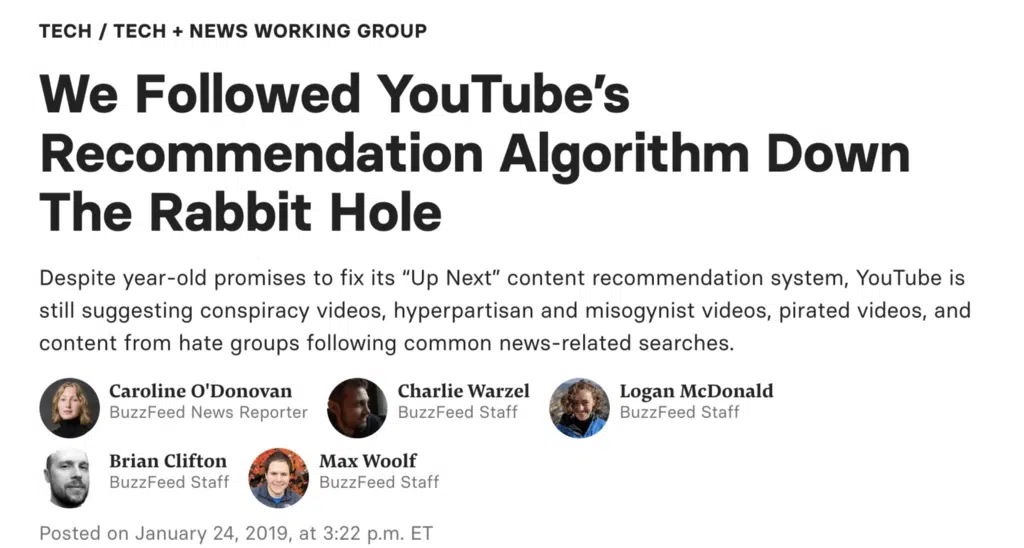 TECH / TECH + NEWS WORKING GROUP
We Followed YouTube’s
Recommendation Algorithm Down
The Rabbit Hole
Despite year-old promises to fix its “Up Next” content recommendation system, YouTube is
still suggesting conspiracy videos, hyperpartisan and misogynist videos, pirated videos, and
content from hate groups following common news-related searches.
Caroline O'Donovan Charlie Warzel Logan McDonald
BuzzFeed News Reporter BuzzFeed Staff BuzzFeed Staff
Brian Clifton Max Woolf
BuzzFeed Staff BuzzFeed Staff
Posted on January 24, 2019, at 3:22 p.m. ET